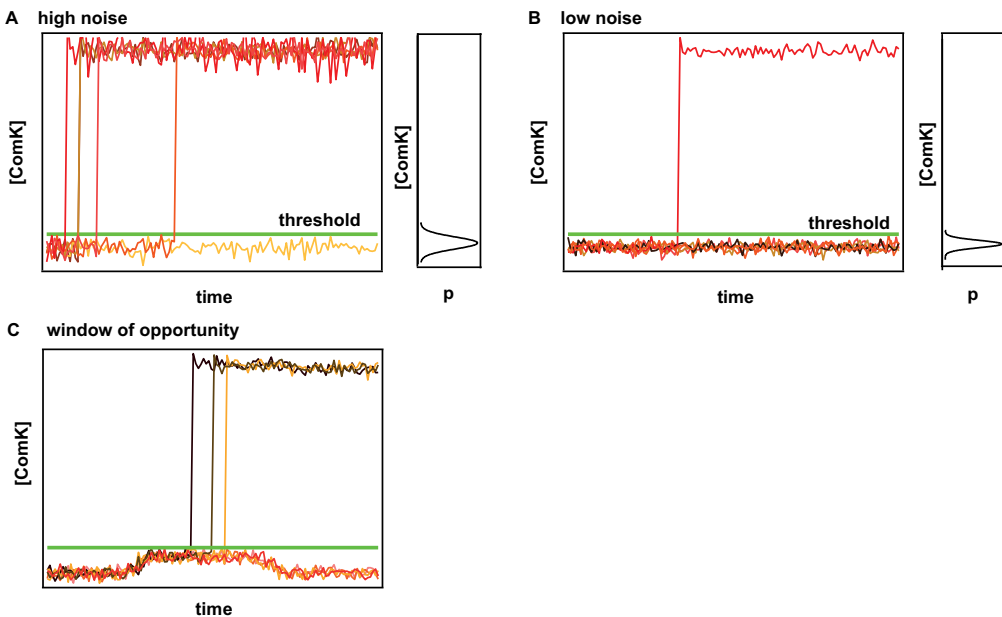 A high noise
[ComK]
threshold
time
[ComK]
p
B low noise
[ComK]
threshold
time
[ComK]
p
C window of opportunity
[ComK]
time